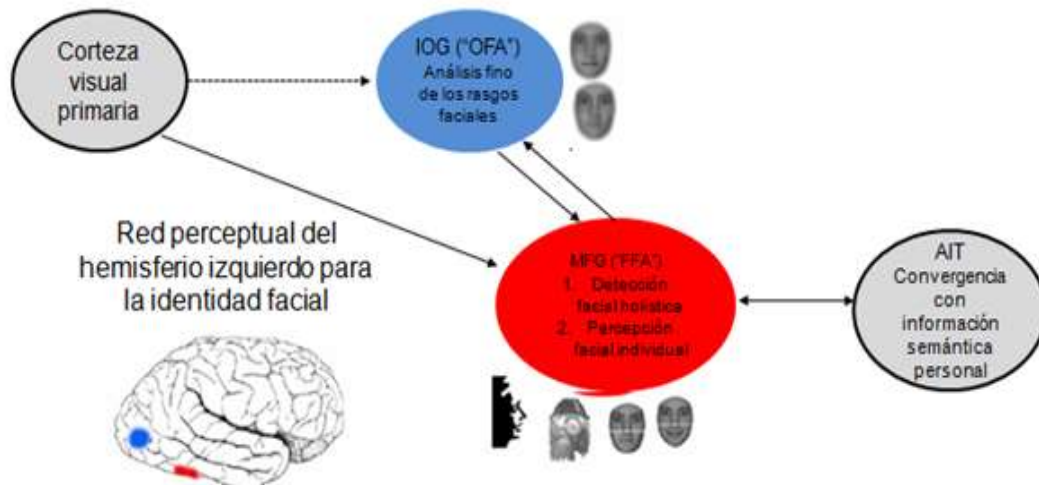 Corteza
visual
primaria
IOG ("OFA")
Análisis fino
de los rasgos
faciales
Red perceptual del
hemisferio izquierdo para
la identidad facial
MFG ("FFA")
1. Detección
facial holística
2. Percepción
facial individual
AIT
Convergencia
con
información
semántica
personal